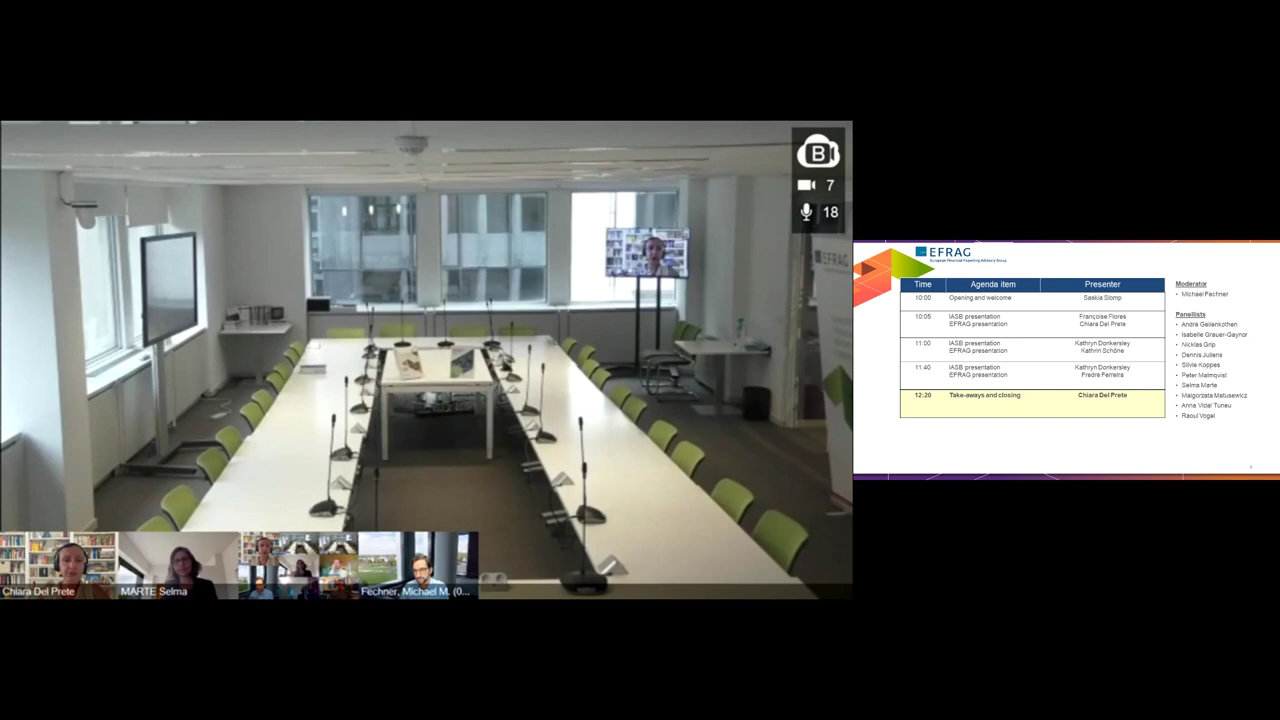 B
7
18
EFRAG
Chiara Del Prete
MARTE Selma
Fechner, Michael M. (0...
EFRAG
European Financial Reporting Advisory Group
Time Agenda item Presenter
10:00 Opening and welcome Saskia Slomp
10:05 IASB presentation Françoise Flores
EFRAG presentation Chiara Del Prete
11:00 IASB presentation Kathryn Donkersley
EFRAG presentation Kathrin Schöne
11:40 IASB presentation Kathryn Donkersley
EFRAG presentation Fredré Ferreira
12:20 Take-aways and closing Chiara Del Prete
Moderator
• Michael Fechner
Panellists
• André Geilenkothen
• Isabelle Grauer-Gaynor
• Nicklas Grip
• Dennis Jullens
• Silvie Koppes
• Peter Malmqvist
• Selma Marte
• Malgorzata Matusewicz
• Anna Vidal Tuneu
• Raoul Vogel